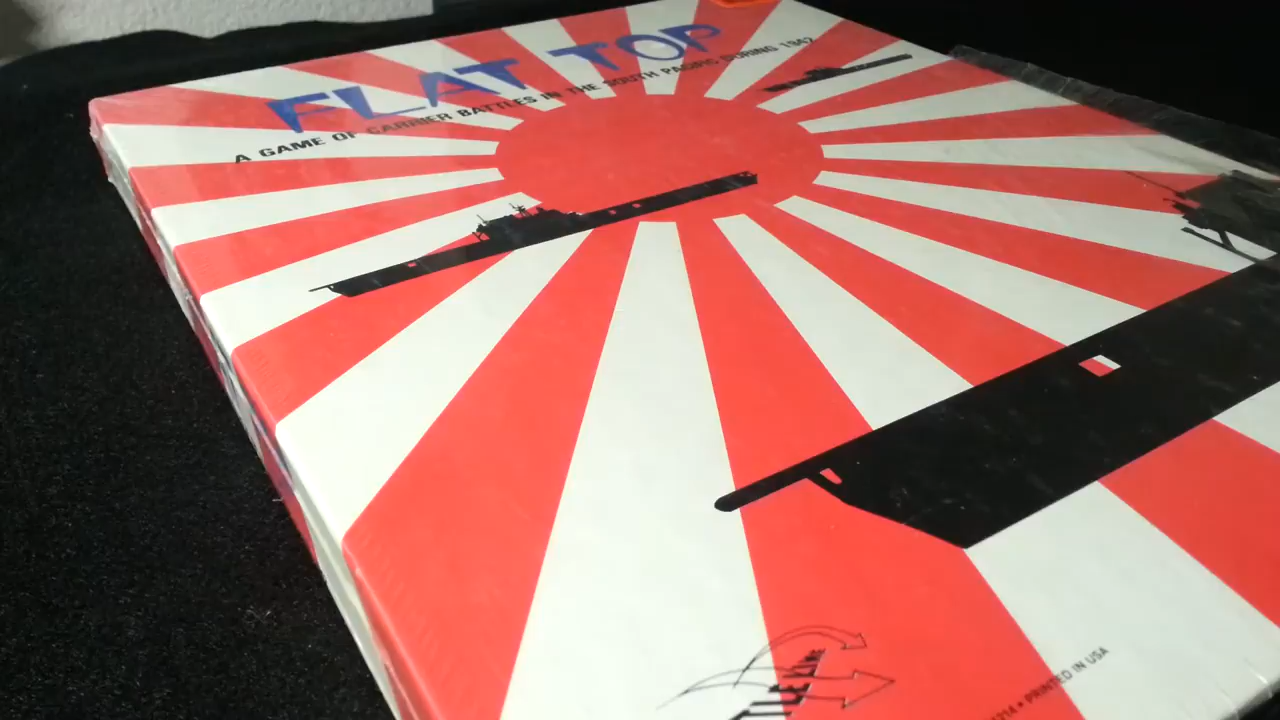 FLAT TOP
A GAME OF CARRIER BATTLES IN THE SOUTH PACIFIC DURING 1942
PRINTED IN USA